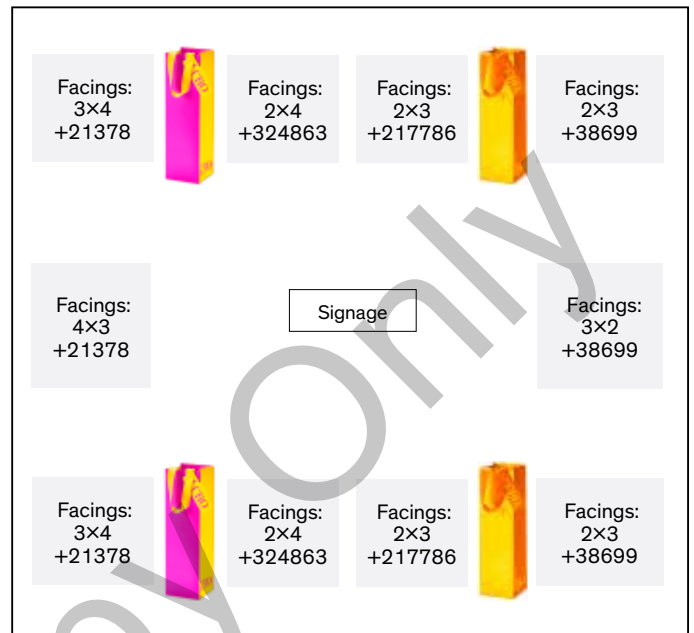 Facings:
3×4
+21378
Facings:
2×4
+324863
Facings:
2×3
+217786
Facings:
2×3
+38699
Facings:
4×3
+21378
Signage
Facings:
3×2
+38699
Facings:
3×4
+21378
Facings:
2×4
+324863
Facings:
2×3
+217786
Facings:
2×3
+38699
Only